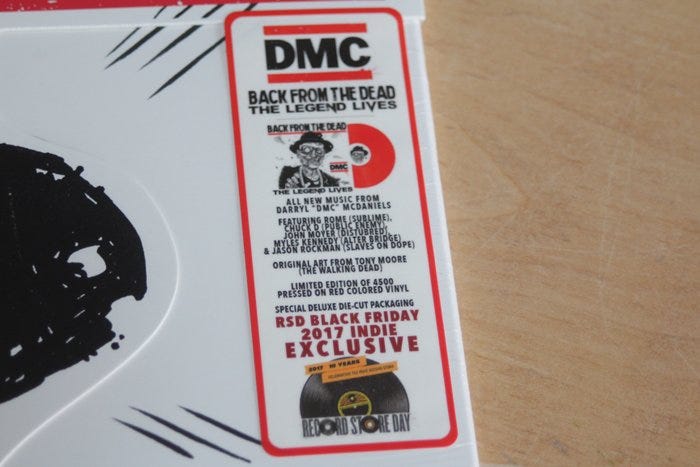 DMC
BACK FROM THE DEAD
THE LEGEND LIVES
BACK FROM THE DEAD
DMC
THE LEGEND LIVES
ALL NEW MUSIC FROM
DARRYL "DMC" MCDANIELS
FEATURING ROME (SUBLIME),
CHUCK D (PUBLIC ENEMY),
JOHN MOYER (DISTURBED),
MYLES KENNEDY (ALTER BRIDGE)
& JASON ROCKMAN (SLAVES ON DOPE)
ORIGINAL ART FROM TONY MOORE
(THE WALKING DEAD)
LIMITED EDITION OF 4500
PRESSED ON RED COLORED VINYL
SPECIAL DELUXE DIE-CUT PACKAGING
RSD BLACK FRIDAY
2017 INDIE
EXCLUSIVE
2017 10 YEARS
RECORD STORE DAY